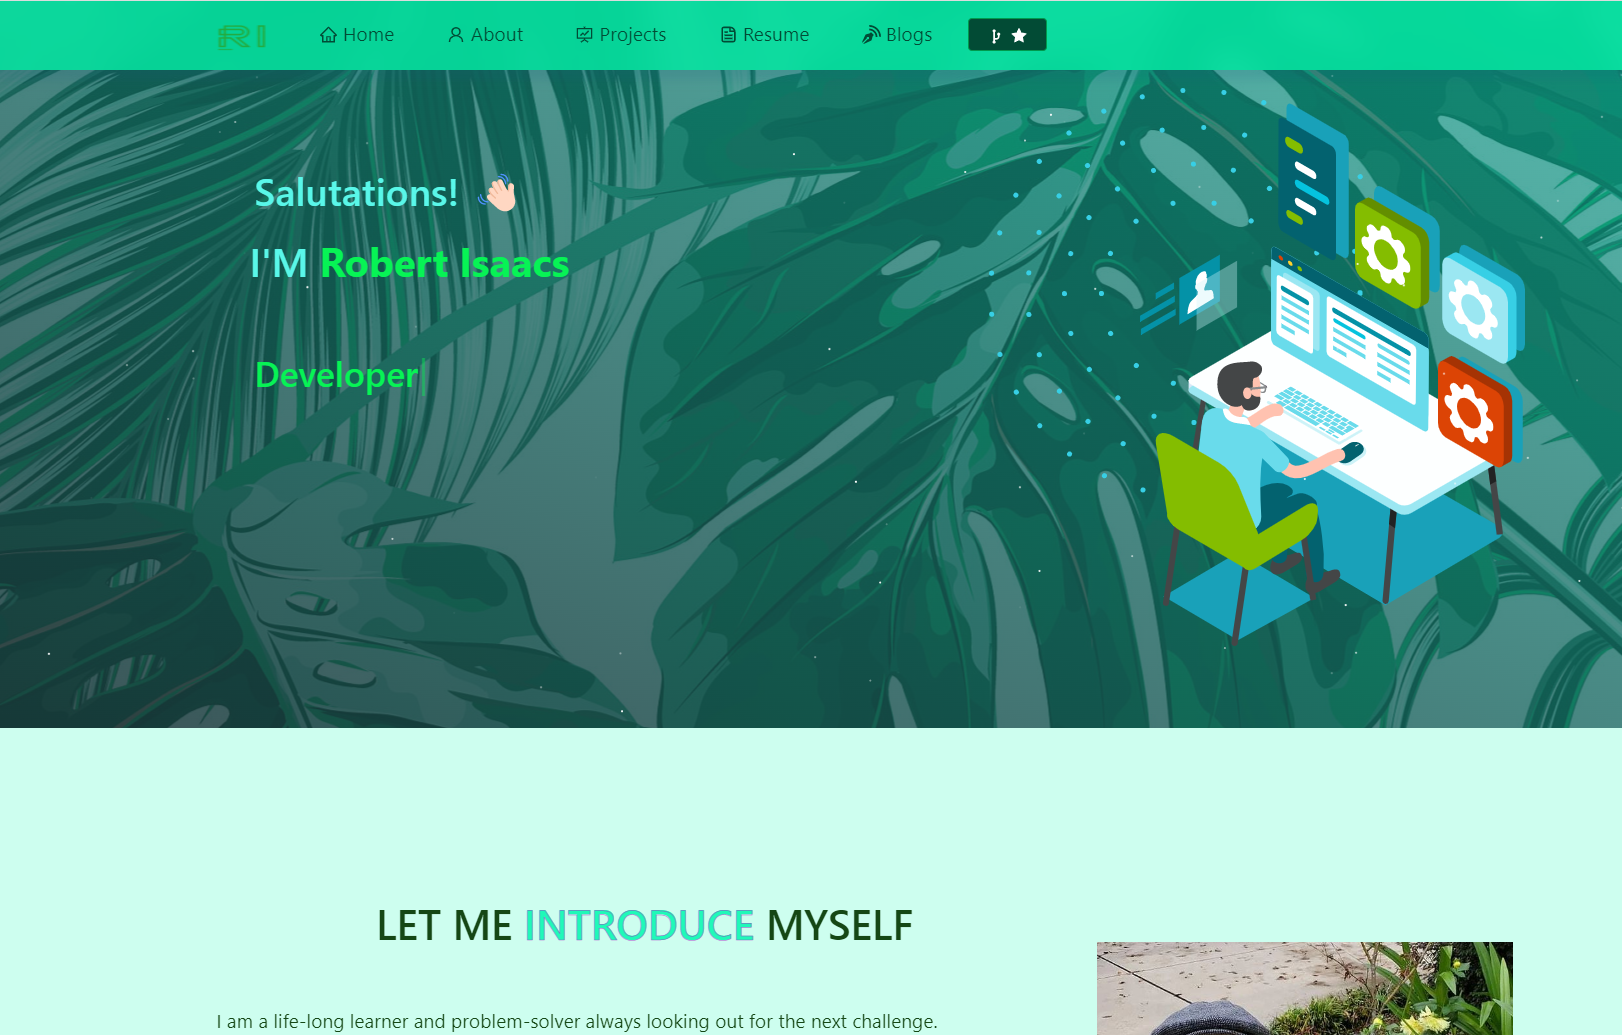 RI Home About Projects Resume Blogs
Salutations! 👋🏻
I'M Robert Isaacs
Developer
LET ME INTRODUCE MYSELF
I am a life-long learner and problem-solver always looking out for the next challenge.